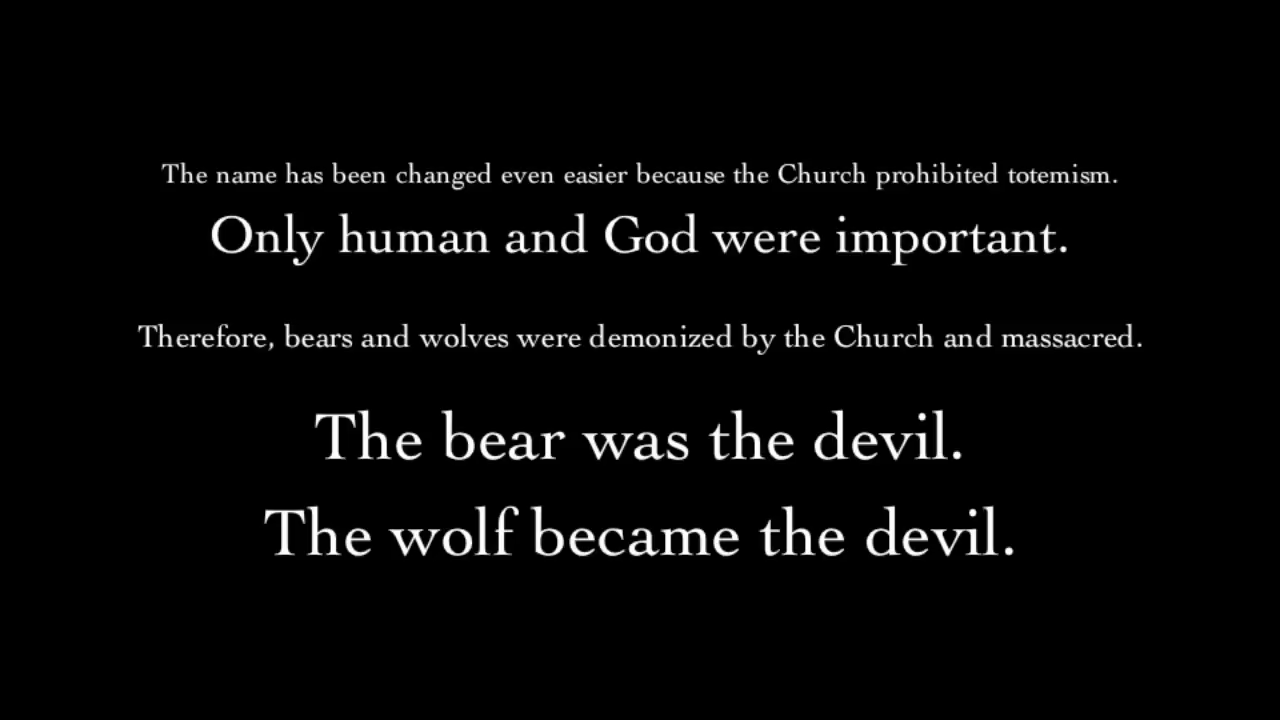 The name has been changed even easier because the Church prohibited totemism.
Only human and God were important.
Therefore, bears and wolves were demonized by the Church and massacred.
The bear was the devil.
The wolf became the devil.